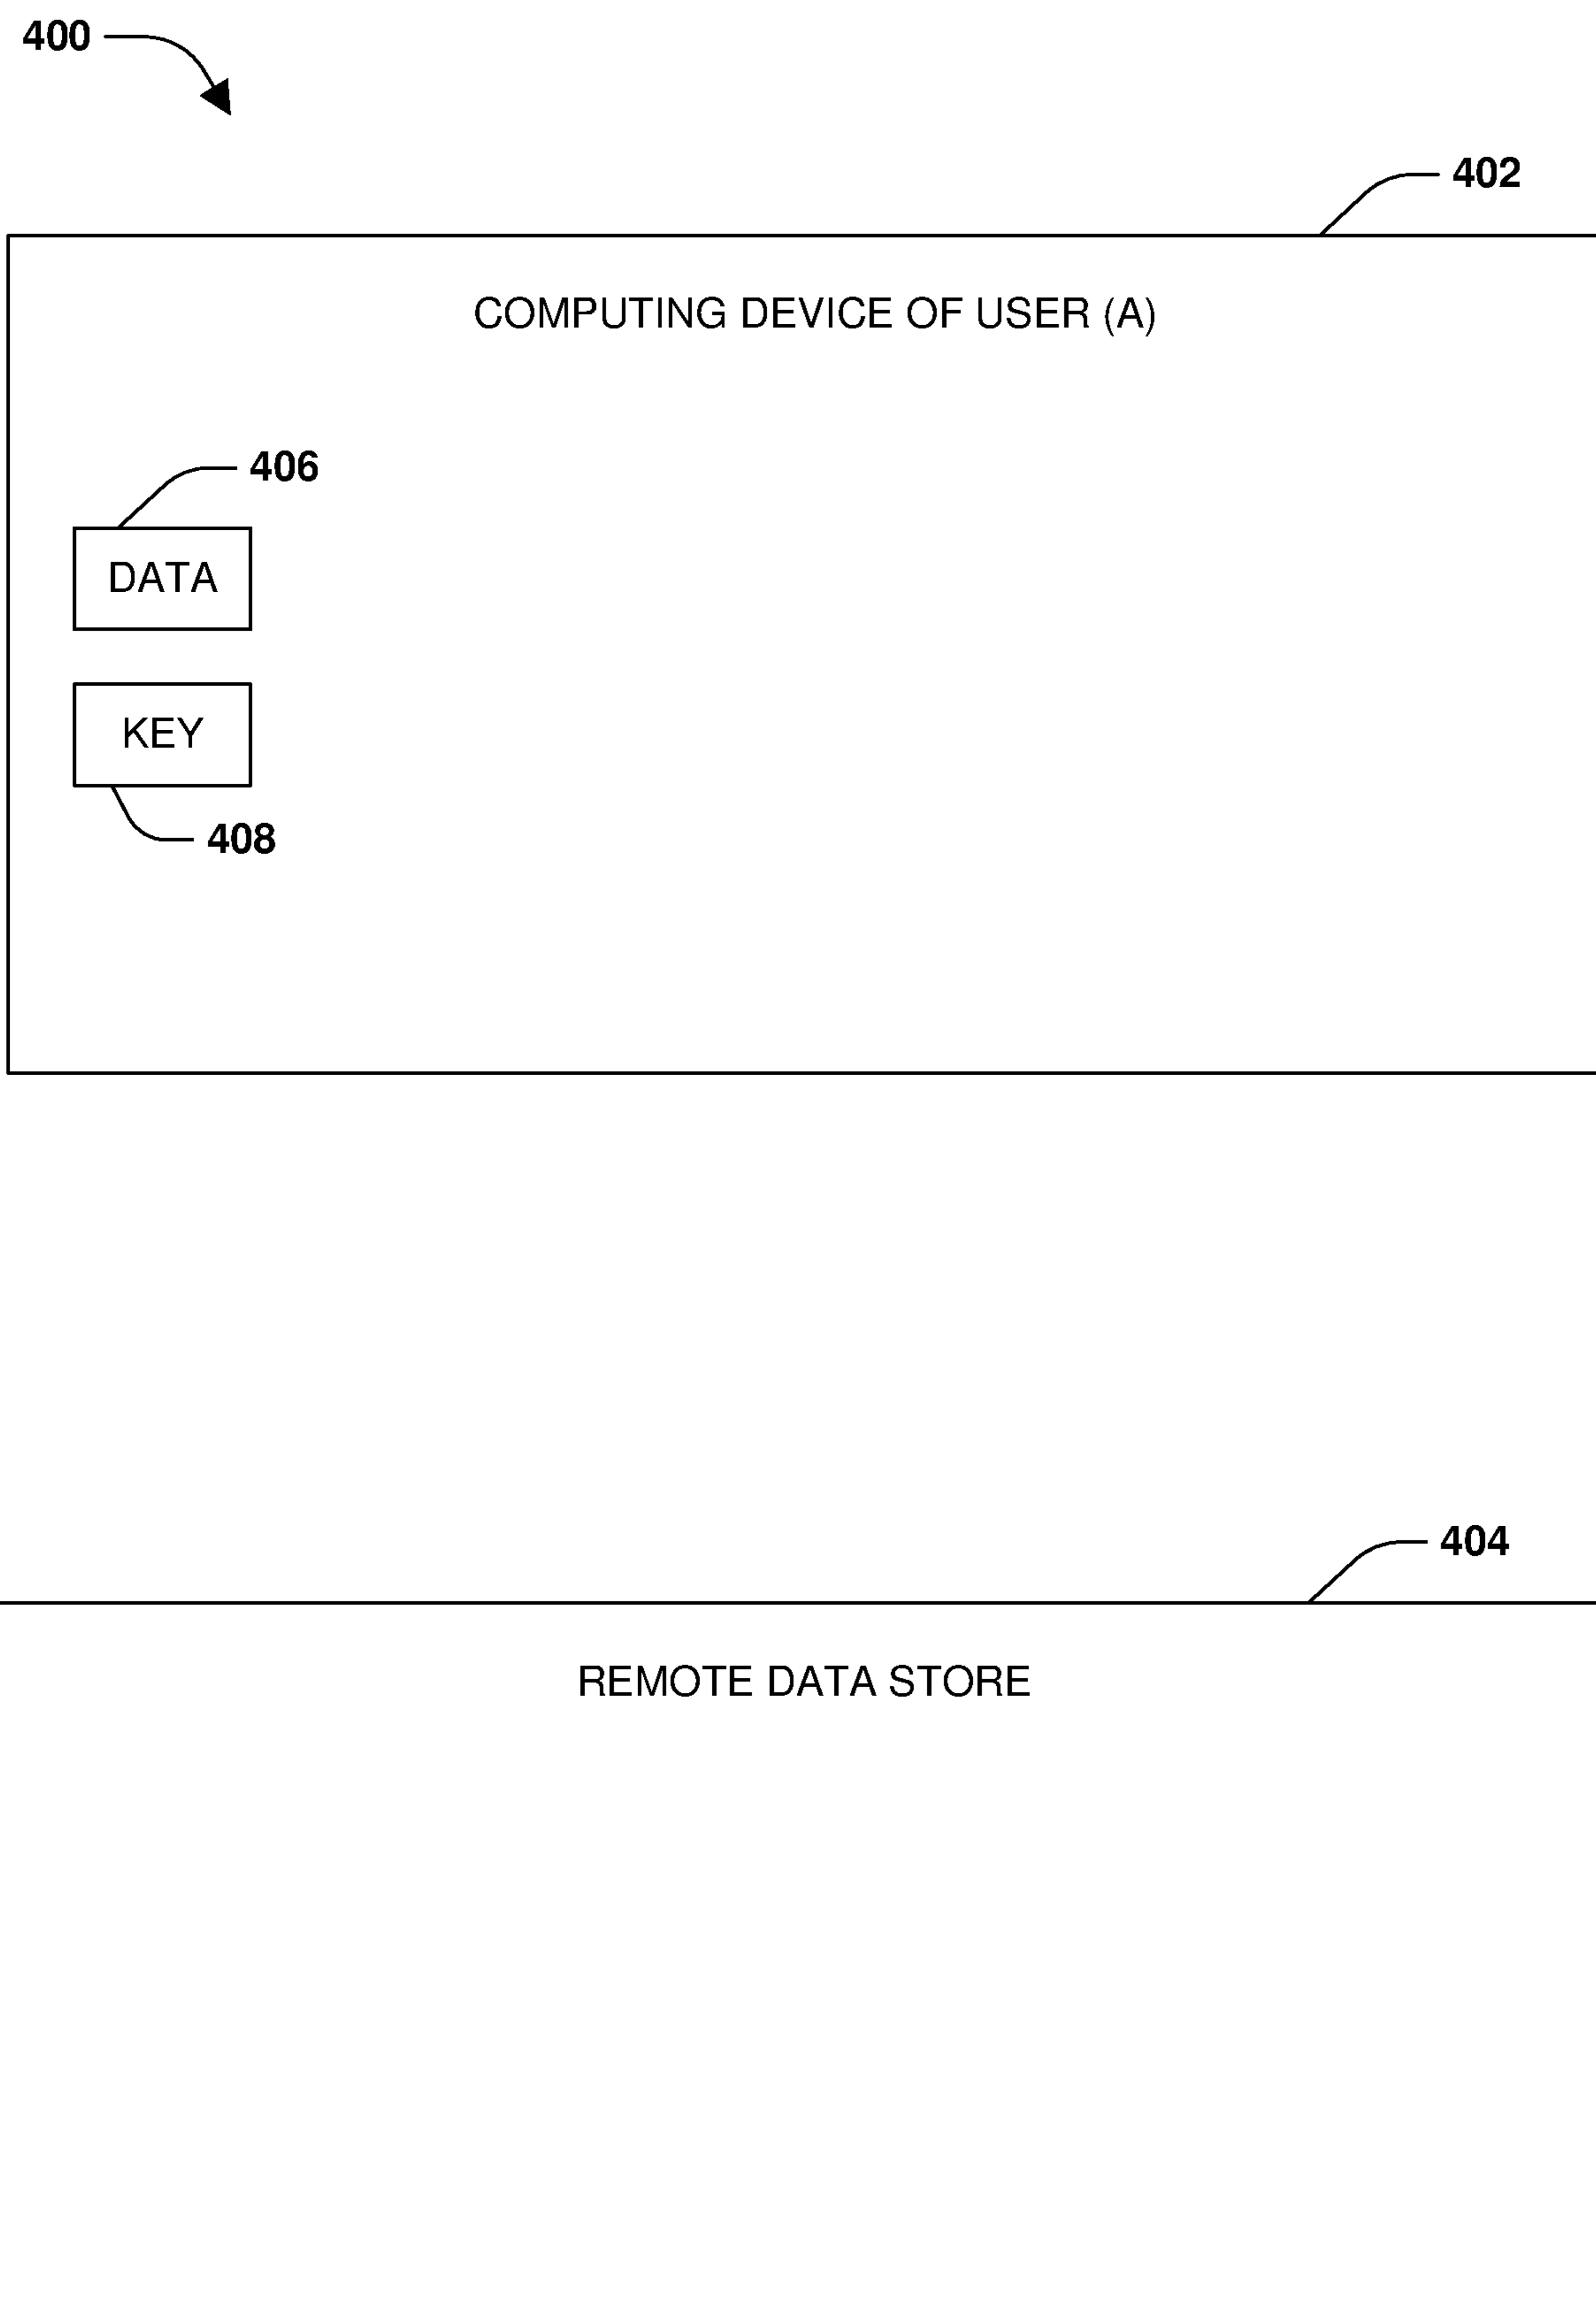 400
402
COMPUTING DEVICE OF USER (A)
406
DATA
KEY
408
404
REMOTE DATA STORE